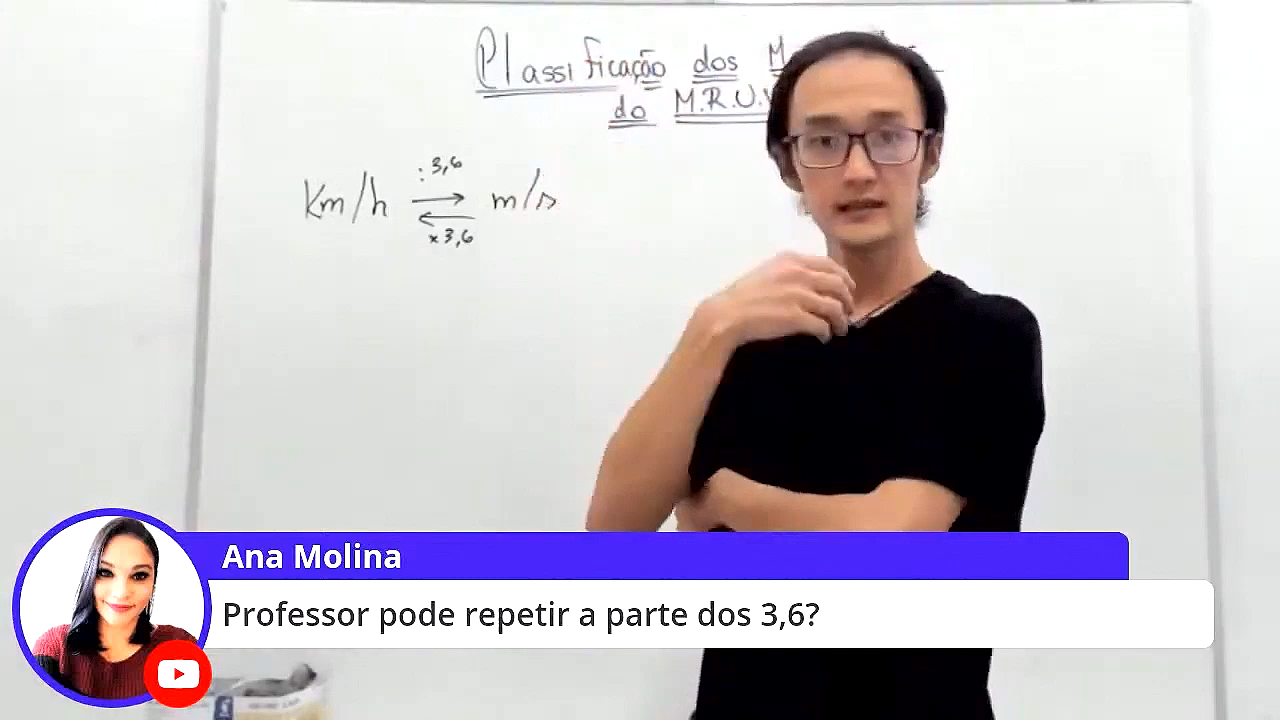 Classificação dos
do M.R.U.V
: 3,6
Km/h m/s
x 3,6
Ana Molina
Professor pode repetir a parte dos 3,6?